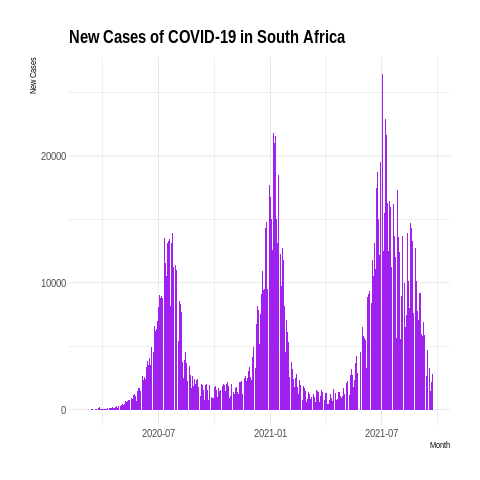 New Cases of COVID-19 in South Africa
New Cases
20000
10000
0
2020-07
2021-01
2021-07
Month